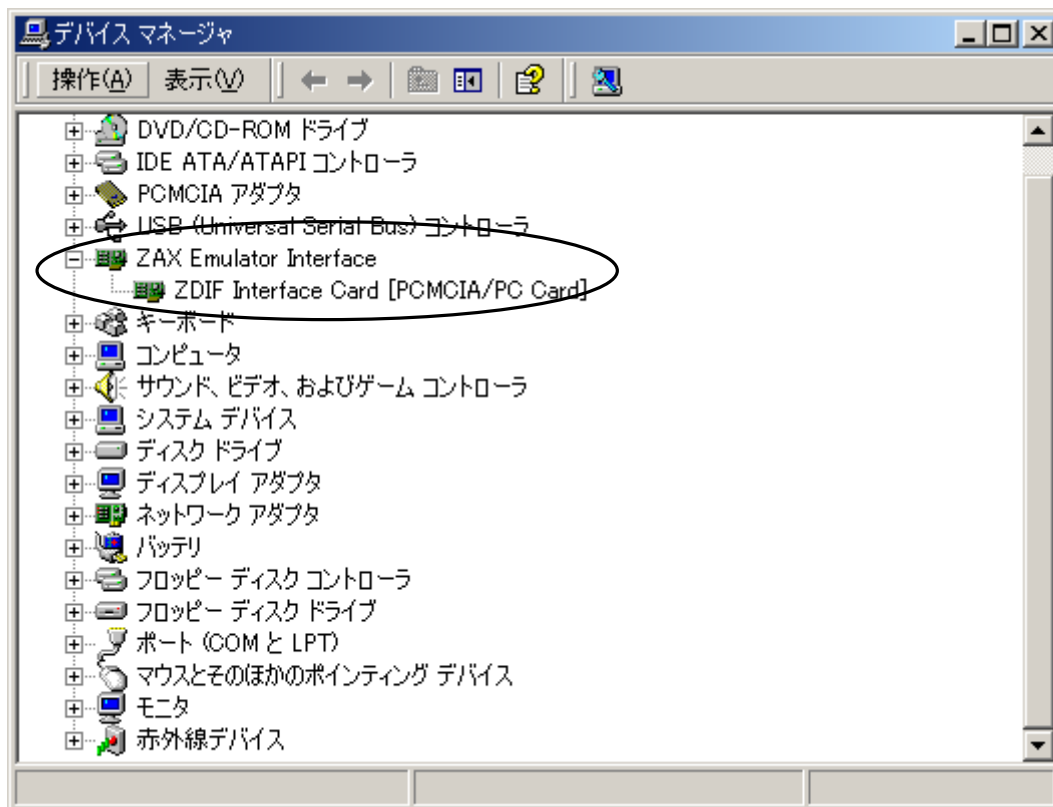 デバイス マネージャ
操作(A) 表示(V)
DVD/CD-ROM ドライブ
IDE ATA/ATAPI コントローラ
PCMCIA アダプタ
USB (Universal Serial Bus) コントローラ
ZAX Emulator Interface
ZDIF Interface Card [PCMCIA/PC Card]
キーボード
コンピュータ
サウンド、ビデオ、およびゲーム コントローラ
システム デバイス
ディスク ドライブ
ディスプレイ アダプタ
ネットワーク アダプタ
バッテリ
フロッピー ディスク コントローラ
フロッピー ディスク ドライブ
ポート (COM と LPT)
マウスとそのほかのポインティング デバイス
モニタ
赤外線デバイス